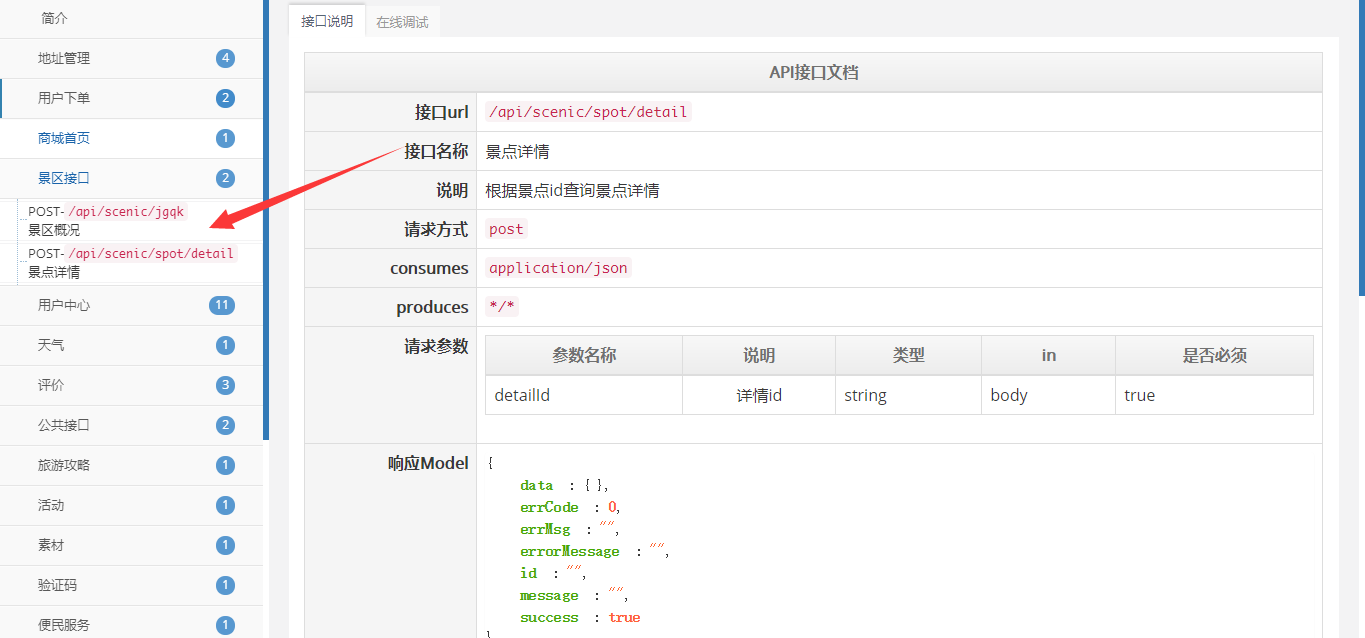 简介
地址管理 4
用户下单 2
商城首页 1
景区接口 2
POST-/api/scenic/jgqk
景区概况
POST-/api/scenic/spot/detail
景点详情
用户中心 11
天气 1
评价 3
公共接口 2
旅游攻略 1
活动 1
素材 1
验证码 1
便民服务 1
接口说明 在线调试
API接口文档
接口url /api/scenic/spot/detail
接口名称 景点详情
说明 根据景点id查询景点详情
请求方式 post
consumes application/json
produces */*
请求参数 参数名称 说明 类型 in 是否必须
detailId 详情id string body true
响应Model {
data : { },
errCode : 0,
errMsg : "",
errorMessage : "",
id : "",
message : "",
success : true
}